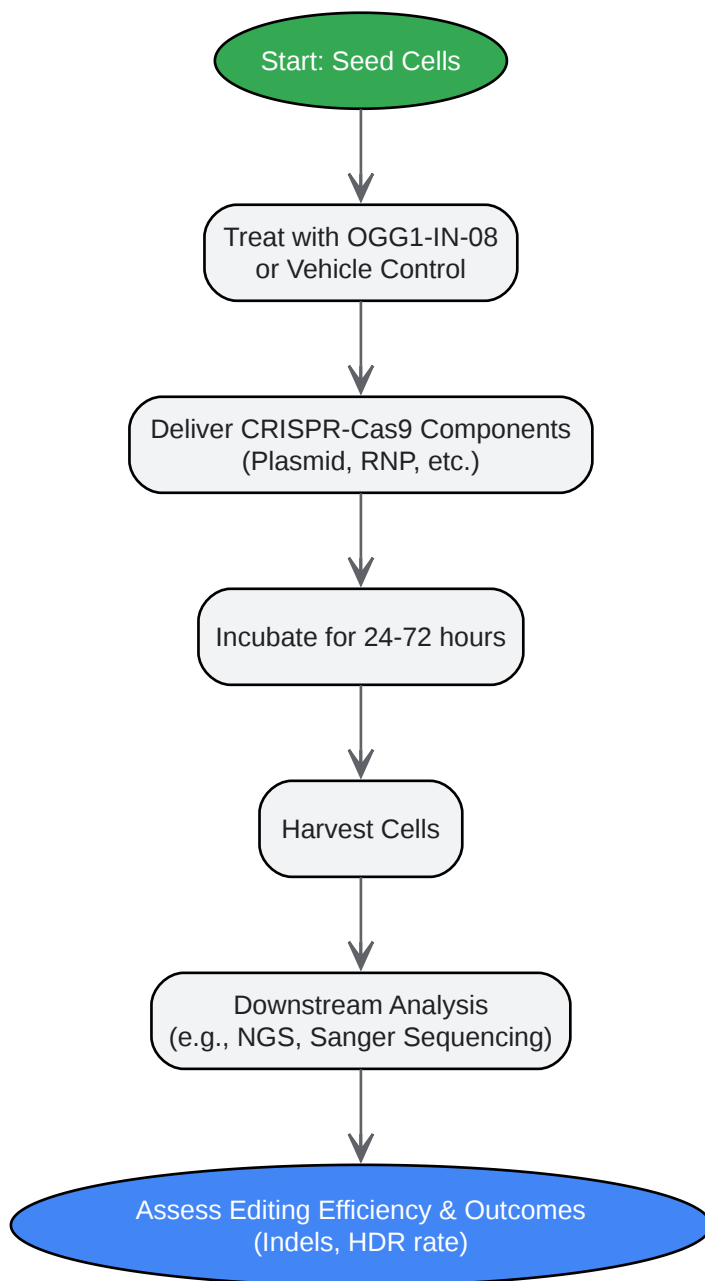 Start: Seed Cells
Treat with OGG1-IN-08
or Vehicle Control
Deliver CRISPR-Cas9 Components
(Plasmid, RNP, etc.)
Incubate for 24-72 hours
Harvest Cells
Downstream Analysis
(e.g., NGS, Sanger Sequencing)
Assess Editing Efficiency & Outcomes
(Indels, HDR rate)